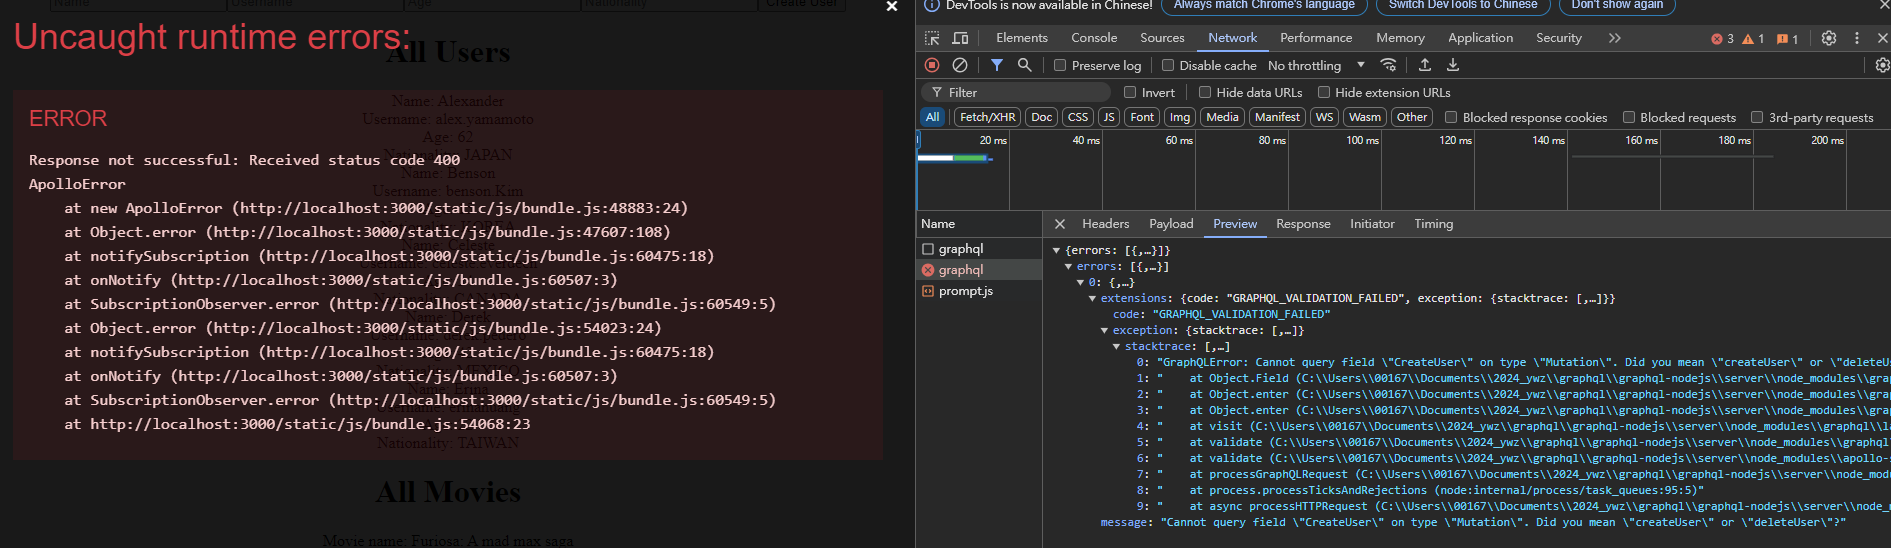 Name Username Age Nationality Create User
Uncaught runtime errors:
All Users
ERROR
Name: Alexander
Username: alex.yamamoto
Age: 62
Nationality: JAPAN
Name: Benson
Username: benson.Kim
Response not successful: Received status code 400
ApolloError
at new ApolloError (http://localhost:3000/static/js/bundle.js:48883:24)
at Object.error (http://localhost:3000/static/js/bundle.js:47607:108)
at notifySubscription (http://localhost:3000/static/js/bundle.js:60475:18)
at onNotify (http://localhost:3000/static/js/bundle.js:60507:3)
at SubscriptionObserver.error (http://localhost:3000/static/js/bundle.js:60549:5)
at Object.error (http://localhost:3000/static/js/bundle.js:54023:24)
at notifySubscription (http://localhost:3000/static/js/bundle.js:60475:18)
at onNotify (http://localhost:3000/static/js/bundle.js:60507:3)
at SubscriptionObserver.error (http://localhost:3000/static/js/bundle.js:60549:5)
at http://localhost:3000/static/js/bundle.js:54068:23
Nationality: TAIWAN
All Movies
Movie name: Furiosa: A mad max saga
DevTools is now available in Chinese! Always match Chrome's language Switch DevTools to Chinese Don't show again
Elements Console Sources Network Performance Memory Application Security 3 1 1
Preserve log Disable cache No throttling
Filter Invert Hide data URLs Hide extension URLs
All Fetch/XHR Doc CSS JS Font Img Media Manifest WS Wasm Other Blocked response cookies Blocked requests 3rd-party requests
20 ms 40 ms 60 ms 80 ms 100 ms 120 ms 140 ms 160 ms 180 ms 200 ms
Name Headers Payload Preview Response Initiator Timing
graphql
graphql
prompt.js
{errors: [{,…}]}
errors: [{,…}]
0: {,…}
extensions: {code: "GRAPHQL_VALIDATION_FAILED", exception: {stacktrace: [,…]}}
code: "GRAPHQL_VALIDATION_FAILED"
exception: {stacktrace: [,…]}
stacktrace: [,…]
0: "GraphQLError: Cannot query field \"CreateUser\" on type \"Mutation\". Did you mean \"createUser\" or \"deleteUs
1: "    at Object.Field (C:\\Users\\00167\\Documents\\2024_ywz\\graphql\\graphql-nodejs\\server\\node_modules\\grap
2: "    at Object.enter (C:\\Users\\00167\\Documents\\2024_ywz\\graphql\\graphql-nodejs\\server\\node_modules\\grap
3: "    at Object.enter (C:\\Users\\00167\\Documents\\2024_ywz\\graphql\\graphql-nodejs\\server\\node_modules\\grap
4: "    at visit (C:\\Users\\00167\\Documents\\2024_ywz\\graphql\\graphql-nodejs\\server\\node_modules\\graphql\\la
5: "    at validate (C:\\Users\\00167\\Documents\\2024_ywz\\graphql\\graphql-nodejs\\server\\node_modules\\graphql
6: "    at validate (C:\\Users\\00167\\Documents\\2024_ywz\\graphql\\graphql-nodejs\\server\\node_modules\\apollo-s
7: "    at processGraphQLRequest (C:\\Users\\00167\\Documents\\2024_ywz\\graphql\\graphql-nodejs\\server\\node_modu
8: "    at process.processTicksAndRejections (node:internal/process/task_queues:95:5)"
9: "    at async processHTTPRequest (C:\\Users\\00167\\Documents\\2024_ywz\\graphql\\graphql-nodejs\\server\\node_m
message: "Cannot query field \"CreateUser\" on type \"Mutation\". Did you mean \"createUser\" or \"deleteUser\"?"